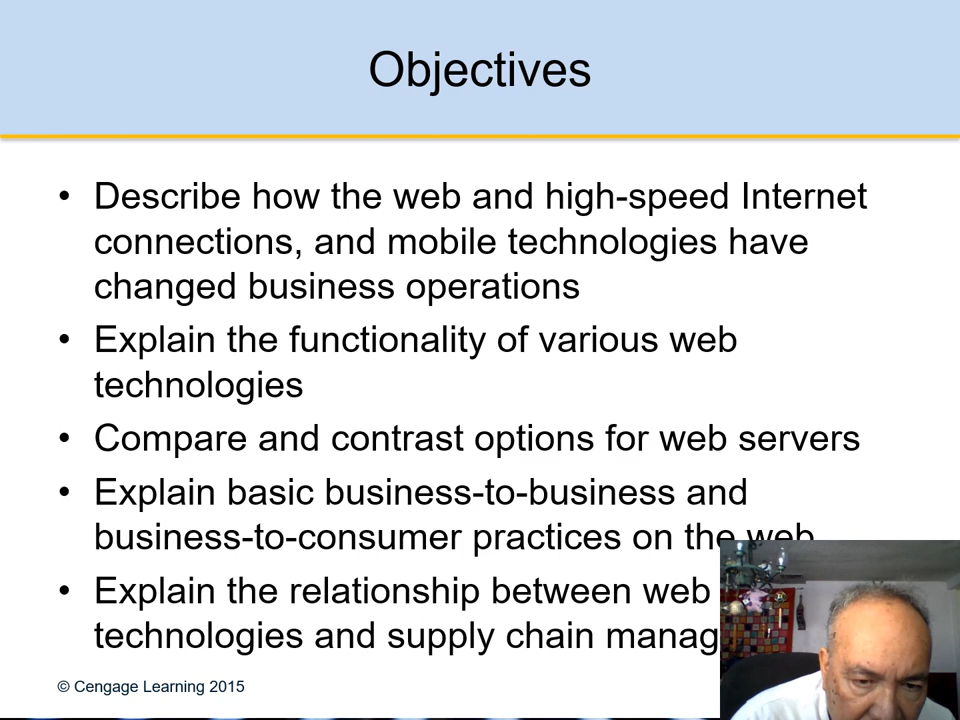 Objectives
• Describe how the web and high-speed Internet
connections, and mobile technologies have
changed business operations
• Explain the functionality of various web
technologies
• Compare and contrast options for web servers
• Explain basic business-to-business and
business-to-consumer practices on the web
• Explain the relationship between web
technologies and supply chain manag
© Cengage Learning 2015